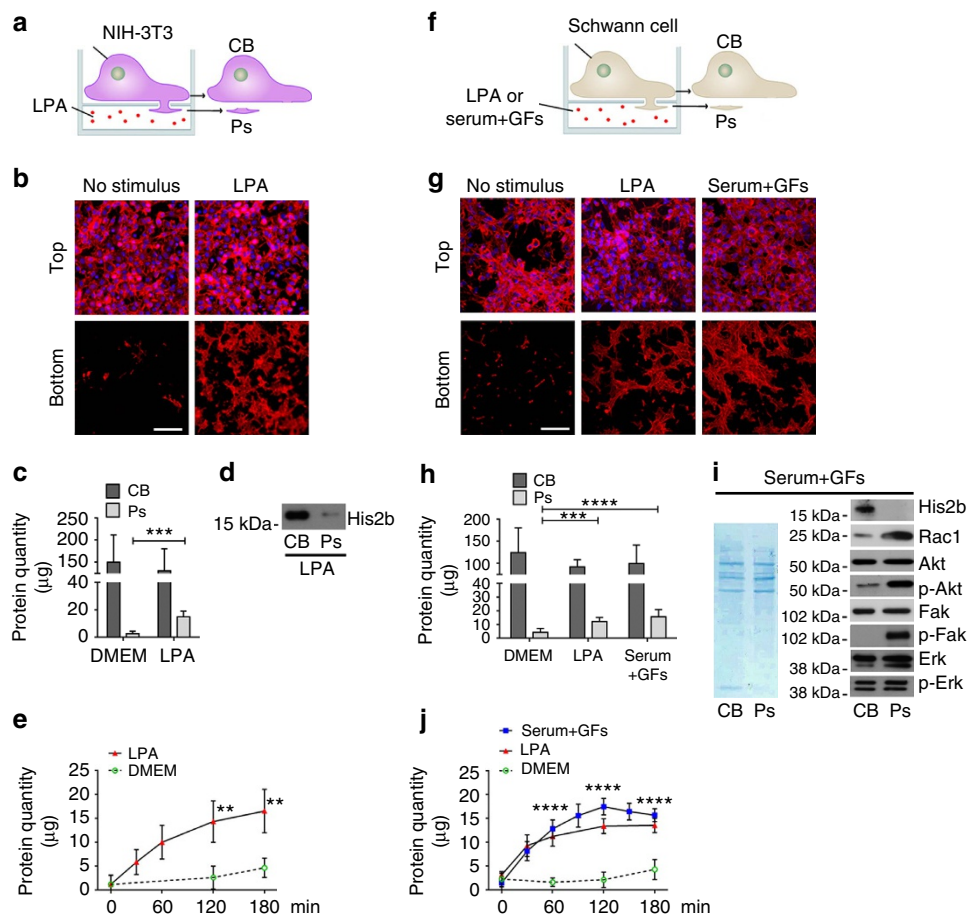 a
NIH-3T3
CB
LPA
Ps
b
No stimulus
LPA
Top
Bottom
c
CB
Ps
***
Protein quantity
(μg)
250
200
150
100
50
20
0
DMEM
LPA
d
15 kDa-
CB
Ps
LPA
e
LPA
DMEM
Protein quantity
(μg)
25
20
15
10
5
0
**
**
0
60
120
180
min
f
Schwann cell
CB
LPA or
serum+GFs
Ps
His2b
g
No stimulus
LPA
Serum+GFs
Top
Bottom
h
CB
Ps
****
***
Protein quantity
(μg)
200
150
100
50
40
30
20
10
0
DMEM
LPA
Serum
+GFs
i
Serum+GFs
15 kDa
His2b
25 kDa
Rac1
50 kDa
Akt
50 kDa
p-Akt
102 kDa
Fak
102 kDa
p-Fak
38 kDa
Erk
38 kDa
p-Erk
CB
Ps
CB
Ps
j
Serum+GFs
LPA
DMEM
Protein quantity
(μg)
25
20
15
10
5
0
****
****
****
0
60
120
180
min